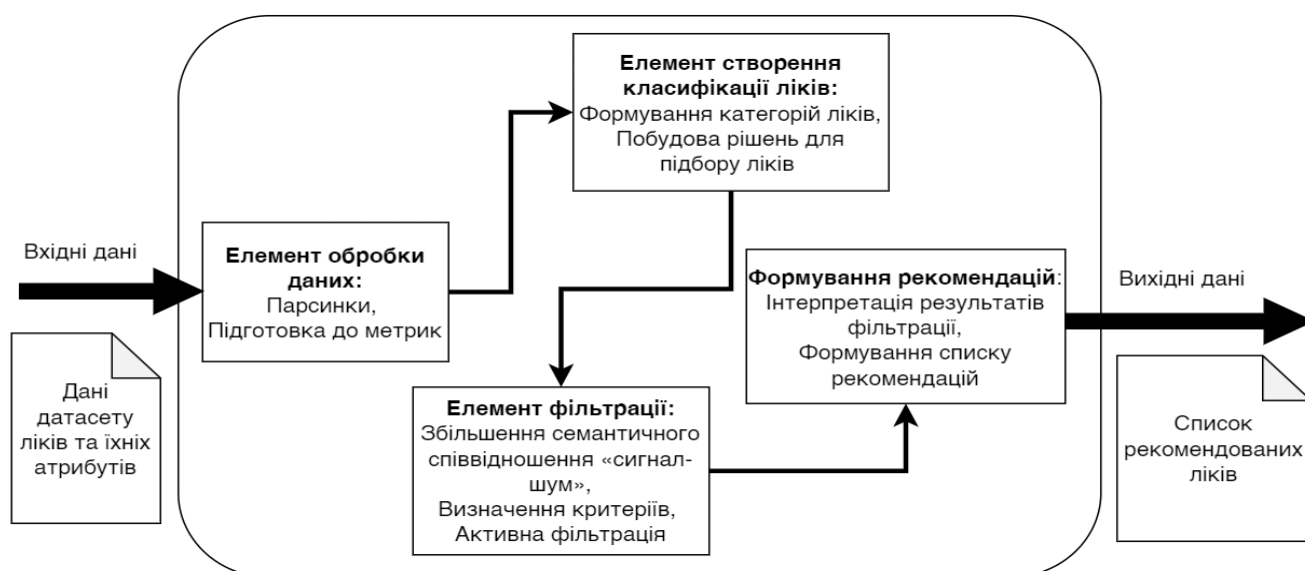 Вхідні дані
Дані
датасету
ліків та їхніх
атрибутів
Елемент обробки
даних:
Парсинки,
Підготовка до метрик
Елемент створення
класифікації ліків:
Формування категорій ліків,
Побудова рішень для
підбору ліків
Елемент фільтрації:
Збільшення семантичного
співвідношення «сигнал-
шум»,
Визначення критеріїв,
Активна фільтрація
Формування рекомендацій:
Інтерпретація результатів
фільтрації,
Формування списку
рекомендацій
Вихідні дані
Список
рекомендованих
ліків